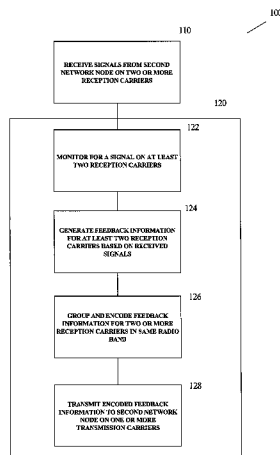 100
110
RECEIVE SIGNALS FROM SECOND
NETWORK NODE ON TWO OR MORE
RECEPTION CARRIERS
120
122
MONITOR FOR A SIGNAL ON AT LEAST
TWO RECEPTION CARRIERS
124
GENERATE FEEDBACK INFORMATION
FOR AT LEAST TWO RECEPTION
CARRIERS BASED ON RECEIVED
SIGNALS
126
GROUP AND ENCODE FEEDBACK
INFORMATION FOR TWO OR MORE
RECEPTION CARRIERS IN SAME RADIO
BAND
128
TRANSMIT ENCODED FEEDBACK
INFORMATION TO SECOND NETWORK
NODE ON ONE OR MORE
TRANSMISSION CARRIERS